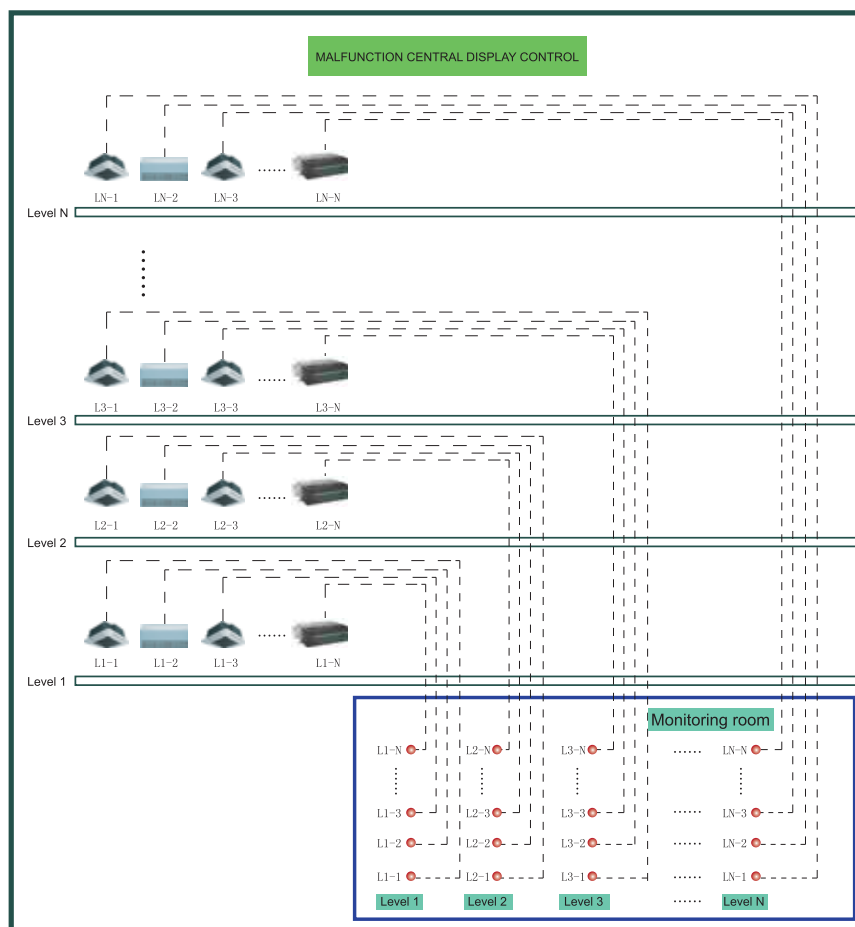 MALFUNCTION CENTRAL DISPLAY CONTROL
LN-1 LN-2 LN-3 ...... LN-N
Level N
......
L3-1 L3-2 L3-3 ...... L3-N
Level 3
L2-1 L2-2 L2-3 ...... L2-N
Level 2
L1-1 L1-2 L1-3 ...... L1-N
Level 1
Monitoring room
L1-N L2-N L3-N ...... LN-N
...... ...... ...... ......
L1-3 L2-3 L3-3 ...... LN-3
L1-2 L2-2 L3-2 ...... LN-2
L1-1 L2-1 L3-1 ...... LN-1
Level 1 Level 2 Level 3 ...... Level N